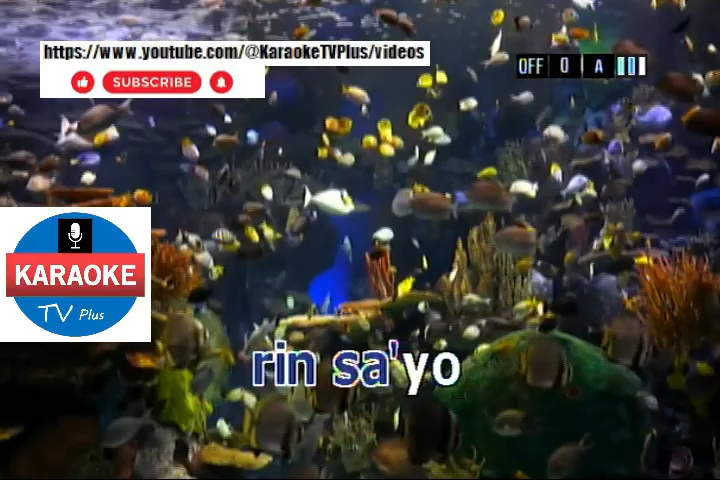 https://www.youtube.com/@KaraokeTVPlus/videos
SUBSCRIBE
OFF 0 A
KARAOKE
TV Plus
rin sa'yo